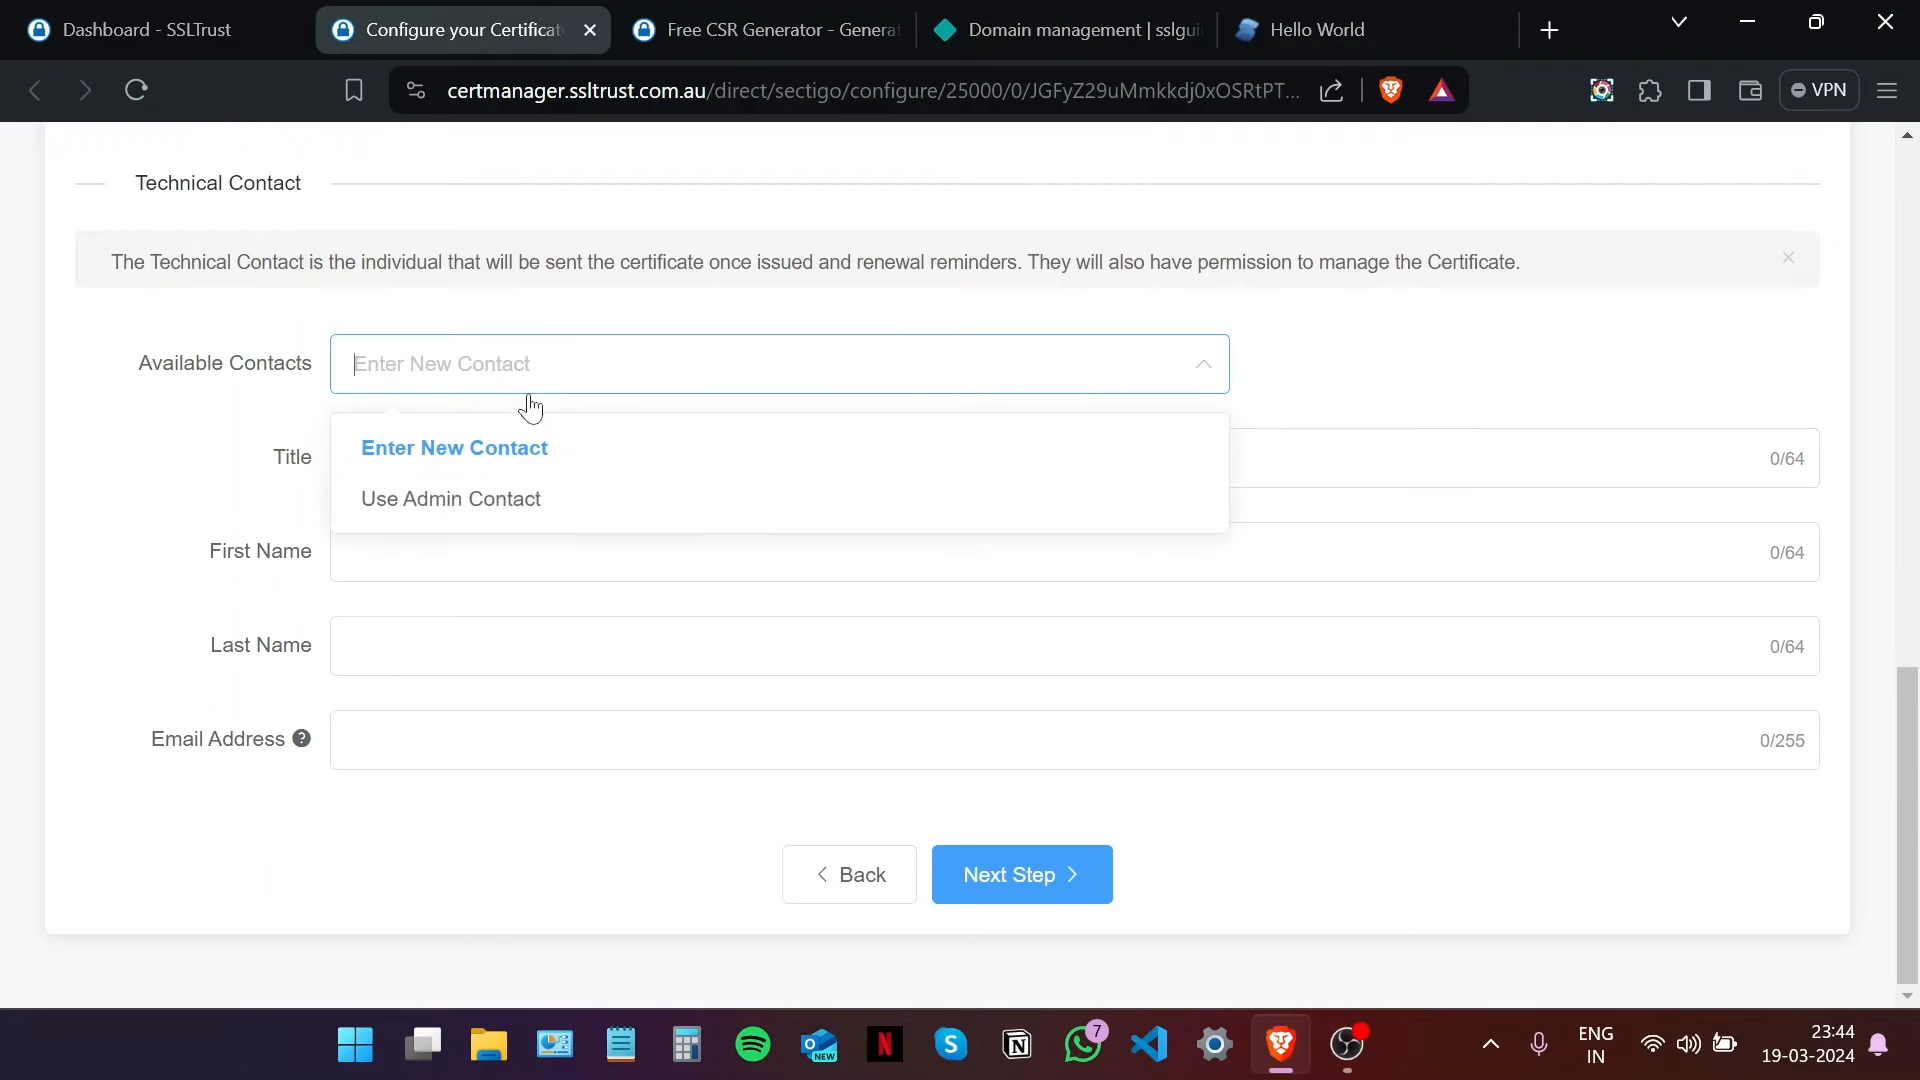 Dashboard - SSLTrust
Configure your Certificat
Free CSR Generator - Genera
Domain management | sslgui
Hello World
certmanager.ssltrust.com.au/direct/sectigo/configure/25000/0/JGFyZ29uMmkkdj0xOSRtPT...
VPN
Technical Contact
The Technical Contact is the individual that will be sent the certificate once issued and renewal reminders. They will also have permission to manage the Certificate.
Available Contacts
Enter New Contact
Enter New Contact
Use Admin Contact
Title
0/64
First Name
0/64
Last Name
0/64
Email Address
0/255
Back
Next Step
NEW
7
ENG
IN
23:44
19-03-2024